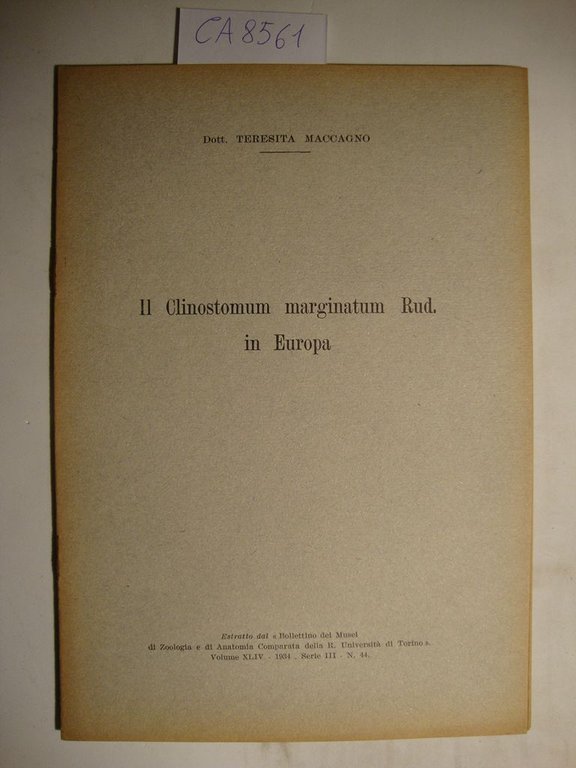 CA8561
Dott. TERESITA MACCAGNO
Il Clinostomum marginatum Rud.
in Europa
Estratto dal « Bollettino dei Musei
di Zoologia e di Anatomia Comparata della R. Università di Torino ».
Volume XLIV - 1934 . Serie III - N. 44.